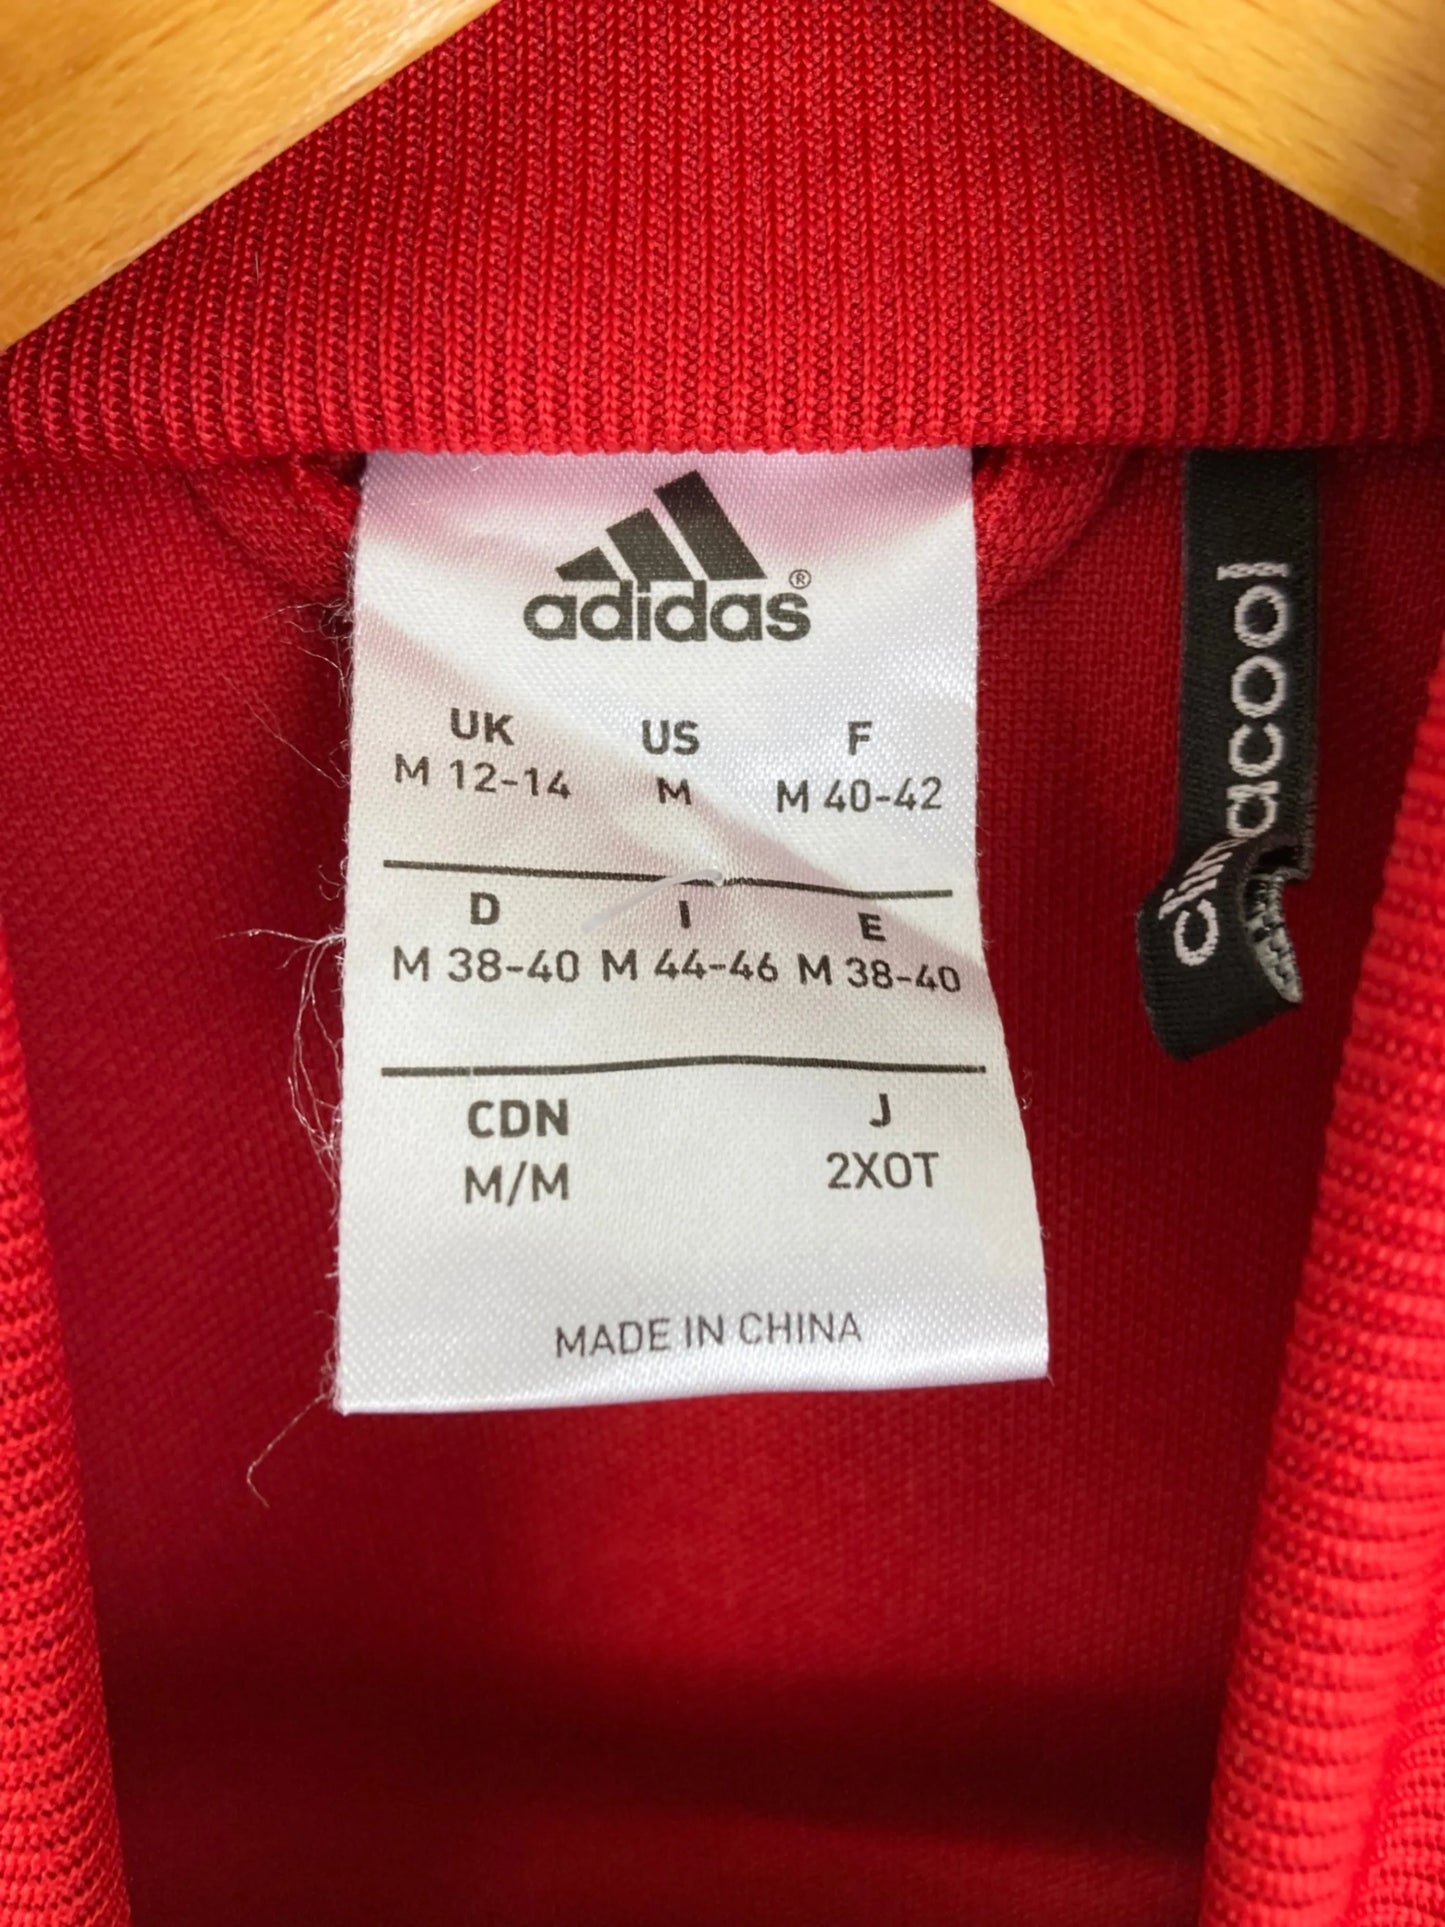 adidas®
UK US F
M 12-14 M M 40-42
D I E
M 38-40 M 44-46 M 38-40
CDN J
M/M 2XOT
MADE IN CHINA
climacool